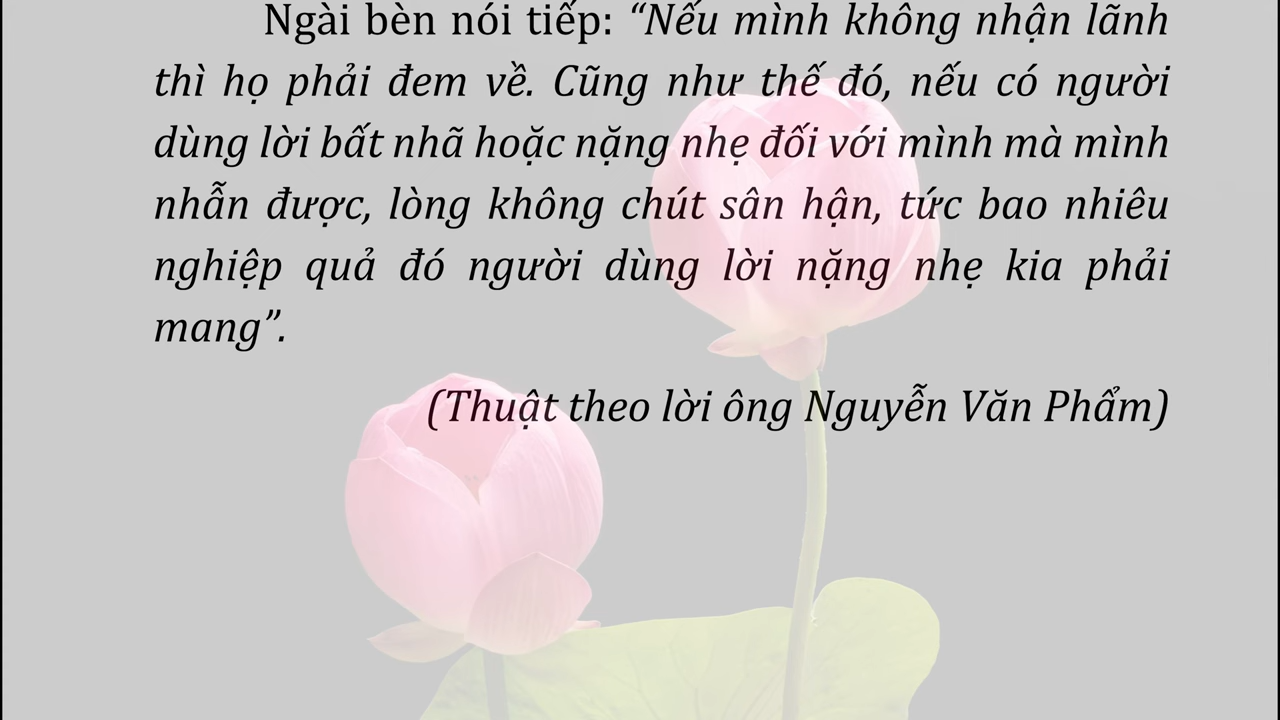 Ngài bèn nói tiếp: “Nếu mình không nhận lãnh
thì họ phải đem về. Cũng như thế đó, nếu có người
dùng lời bất nhã hoặc nặng nhẹ đối với mình mà mình
nhẫn được, lòng không chút sân hận, tức bao nhiêu
nghiệp quả đó người dùng lời nặng nhẹ kia phải
mang”.
(Thuật theo lời ông Nguyễn Văn Phẩm)